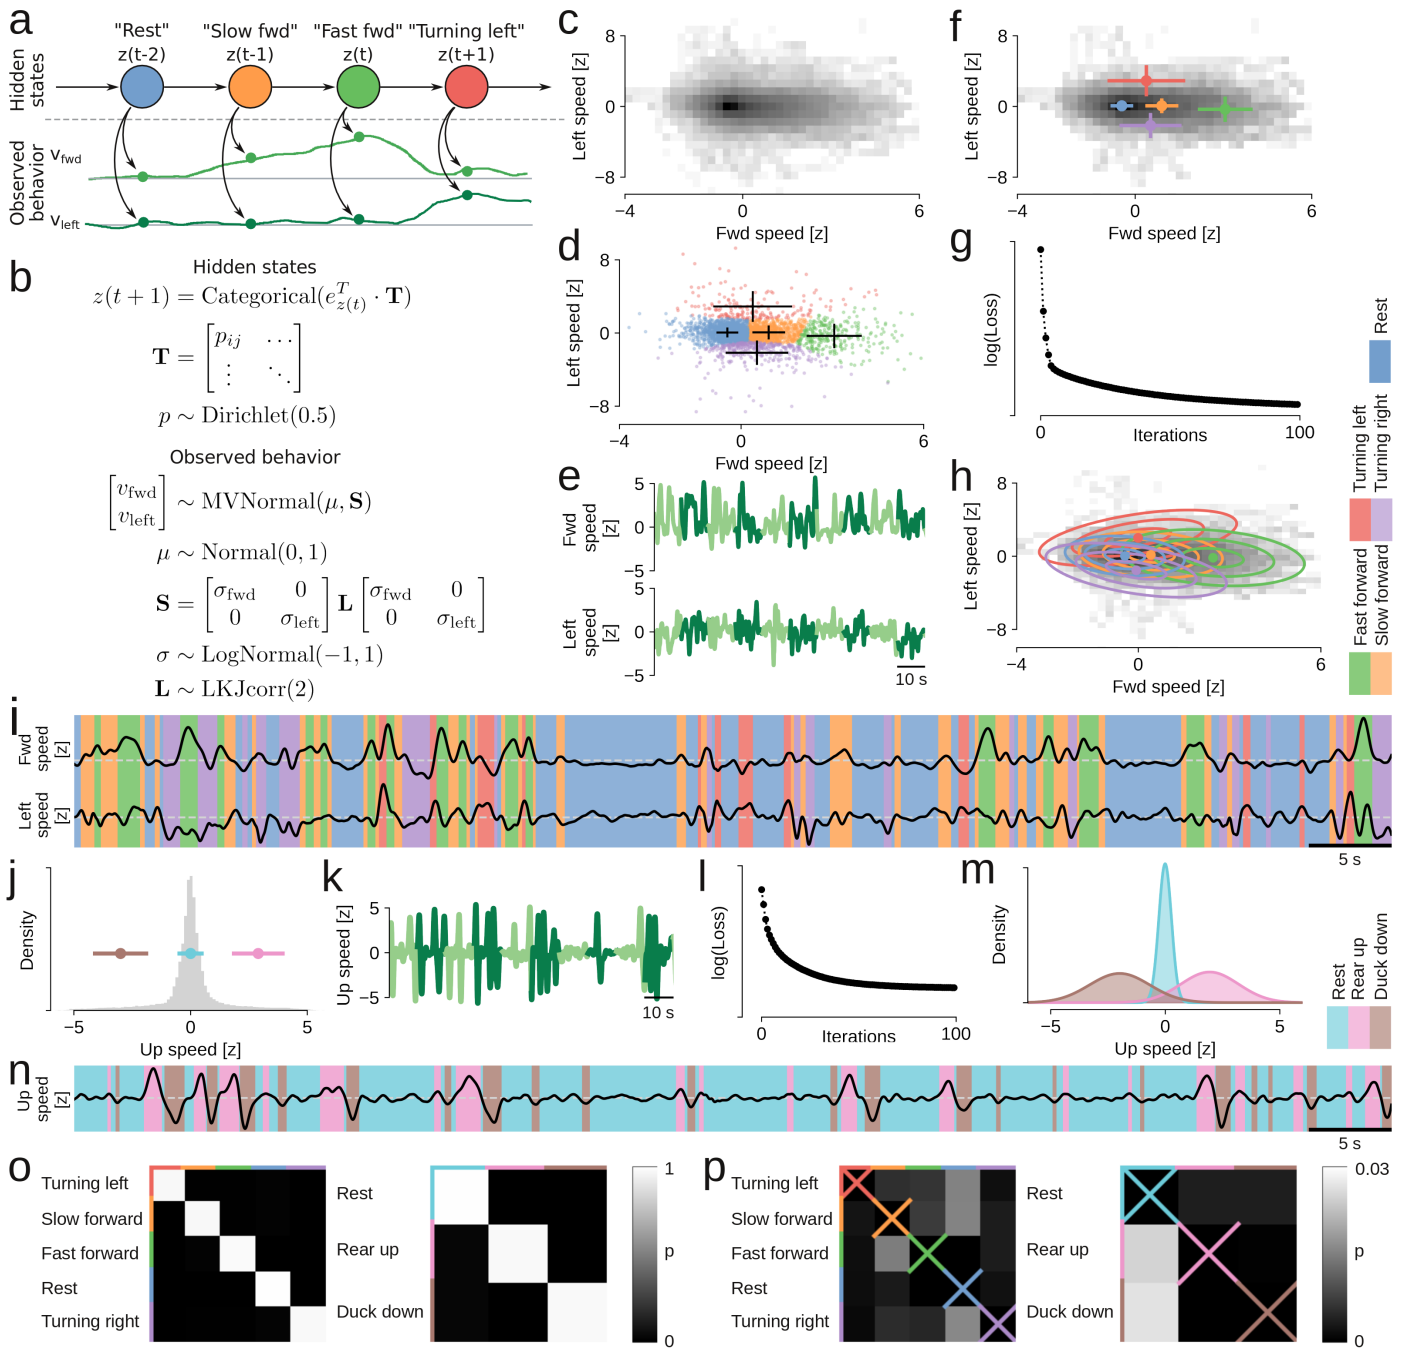 a
"Rest" "Slow fwd" "Fast fwd" "Turning left"
z(t-2) z(t-1) z(t) z(t+1)
Hidden
states
Observed
behavior
vfwd
vleft
b
Hidden states
z(t + 1) = Categorical(e^T_z(t) · T)
T = [p_ij ⋯ ⋮ ⋱]
p ∼ Dirichlet(0.5)
Observed behavior
[v_fwd v_left] ∼ MVNormal(μ, S)
μ ∼ Normal(0, 1)
S = [σ_fwd 0 0 σ_left] L [σ_fwd 0 0 σ_left]
σ ∼ LogNormal(−1, 1)
L ∼ LKJcorr(2)
c
Left speed [z]
8
0
−8
−4 0 6
Fwd speed [z]
d
Left speed [z]
8
0
−8
−4 0 6
Fwd speed [z]
e
Fwd
speed
[z]
5
0
−5
Left
speed
[z]
5
0
−5
10 s
f
Left speed [z]
8
0
−8
−4 0 6
Fwd speed [z]
g
log(Loss)
0 100
Iterations
h
Left speed [z]
8
0
−8
−4 0 6
Fwd speed [z]
Rest
Turning left
Turning right
Fast forward
Slow forward
i
Fwd
speed
[z]
Left
speed
[z]
5 s
j
Density
−5 0 5
Up speed [z]
k
Up speed [z]
5
0
−5
10 s
l
log(Loss)
0 100
Iterations
m
Density
−5 0 5
Up speed [z]
Rest
Rear up
Duck down
n
Up
speed
[z]
5 s
o
Turning left
Slow forward
Fast forward
Rest
Turning right
Rest
Rear up
Duck down
1
p
0
p
Turning left
Slow forward
Fast forward
Rest
Turning right
Rest
Rear up
Duck down
0.03
p
0